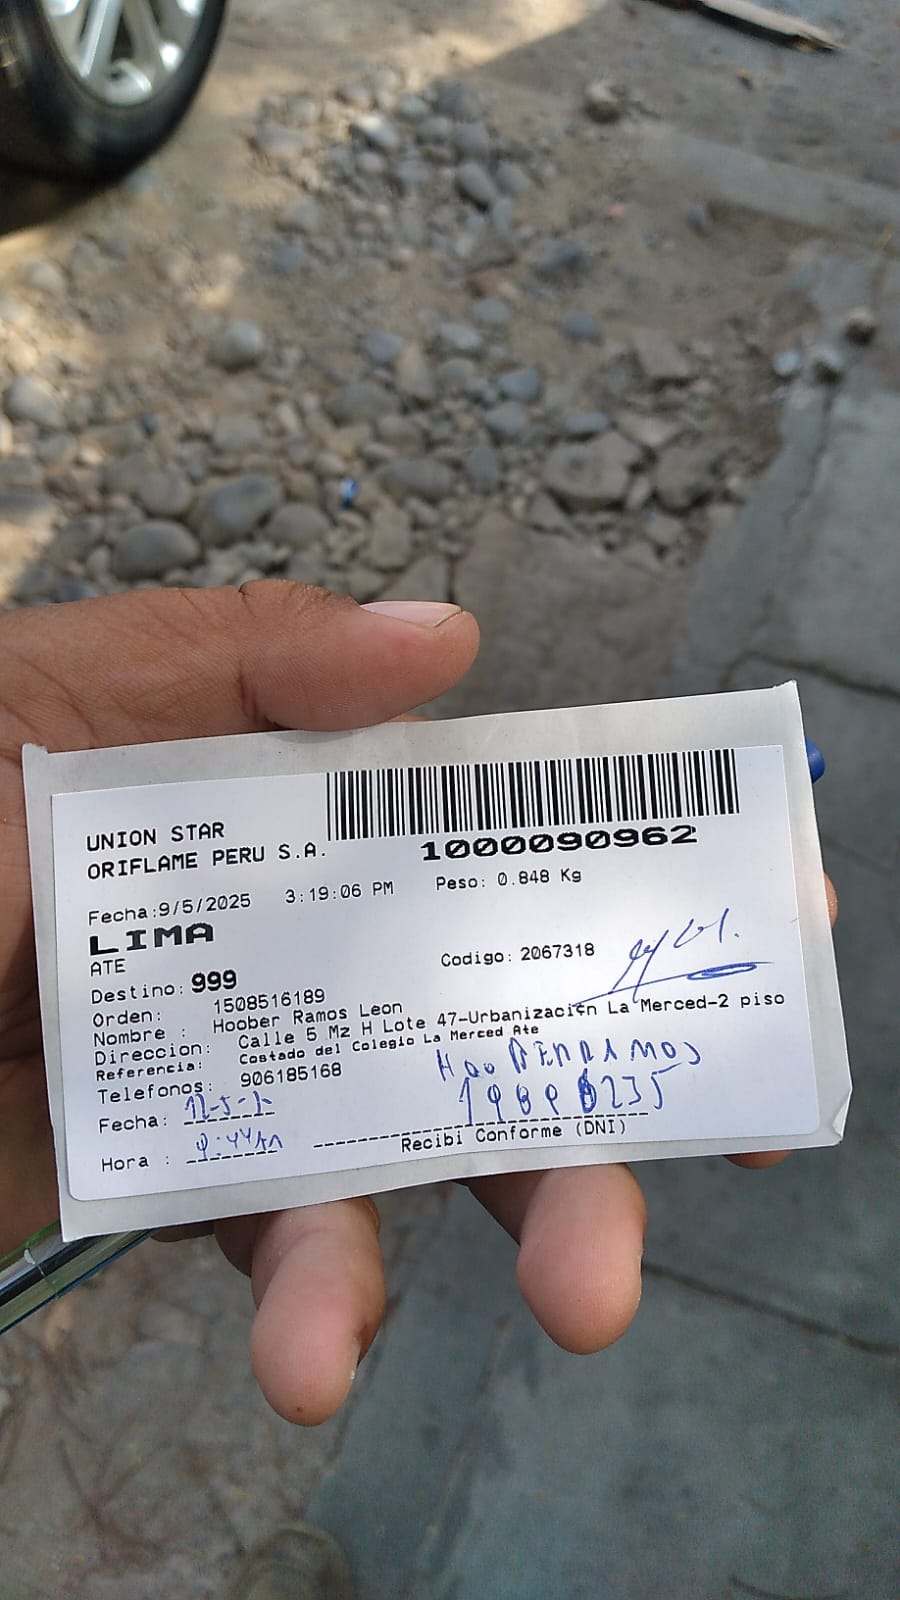 UNION STAR
ORIFLAME PERU S.A.
1000090962
Fecha:9/5/2025 3:19:06 PM Peso: 0.848 Kg
LIMA
ATE
Codigo: 2067318
Destino: 999
Orden: 1508516189
Nombre : Hoober Ramos Leon
Direccion: Calle 5 Mz H Lote 47-Urbanización La Merced-2 piso
Referencia: Costado del Colegio La Merced Ate
Telefonos: 906185168
Fecha:
Hora :
Recibi Conforme (DNI)